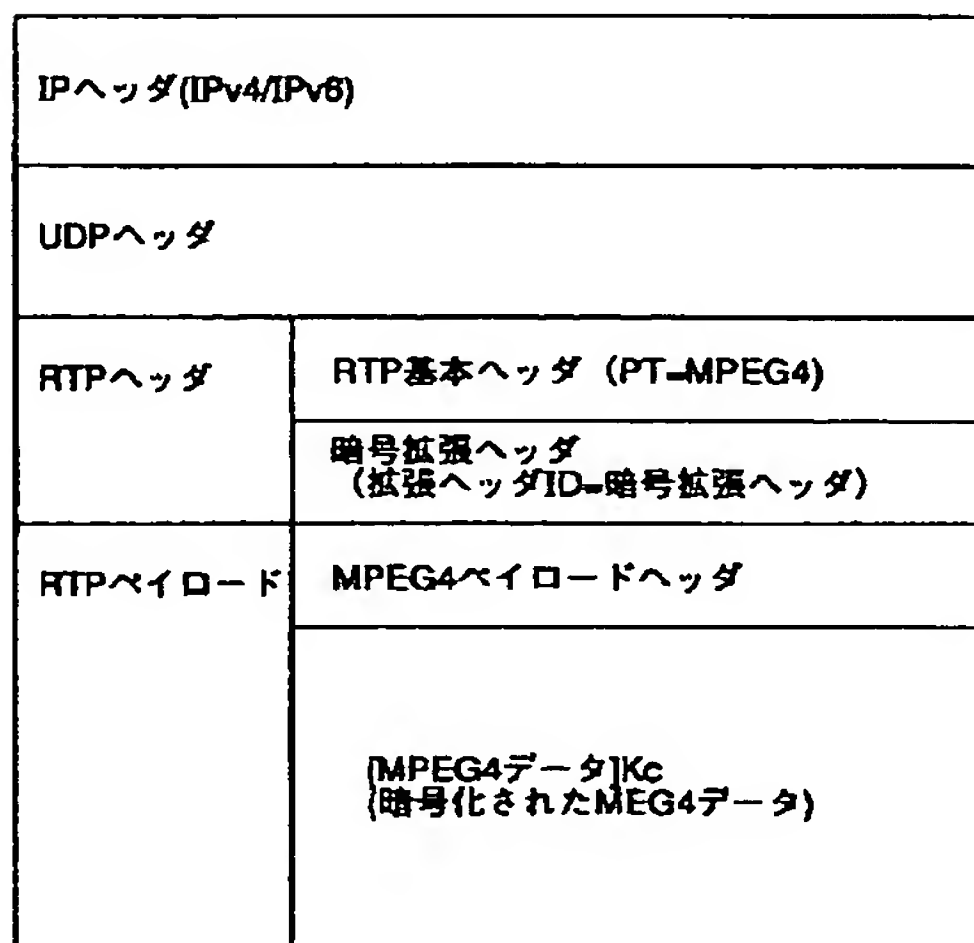 IPヘッダ(IPv4/IPv6)
UDPヘッダ
RTPヘッダ
RTP基本ヘッダ (PT=MPEG4)
暗号拡張ヘッダ
(拡張ヘッダID=暗号拡張ヘッダ)
RTPペイロード
MPEG4ペイロードヘッダ
[MPEG4データ]Kc
(暗号化されたMEG4データ)